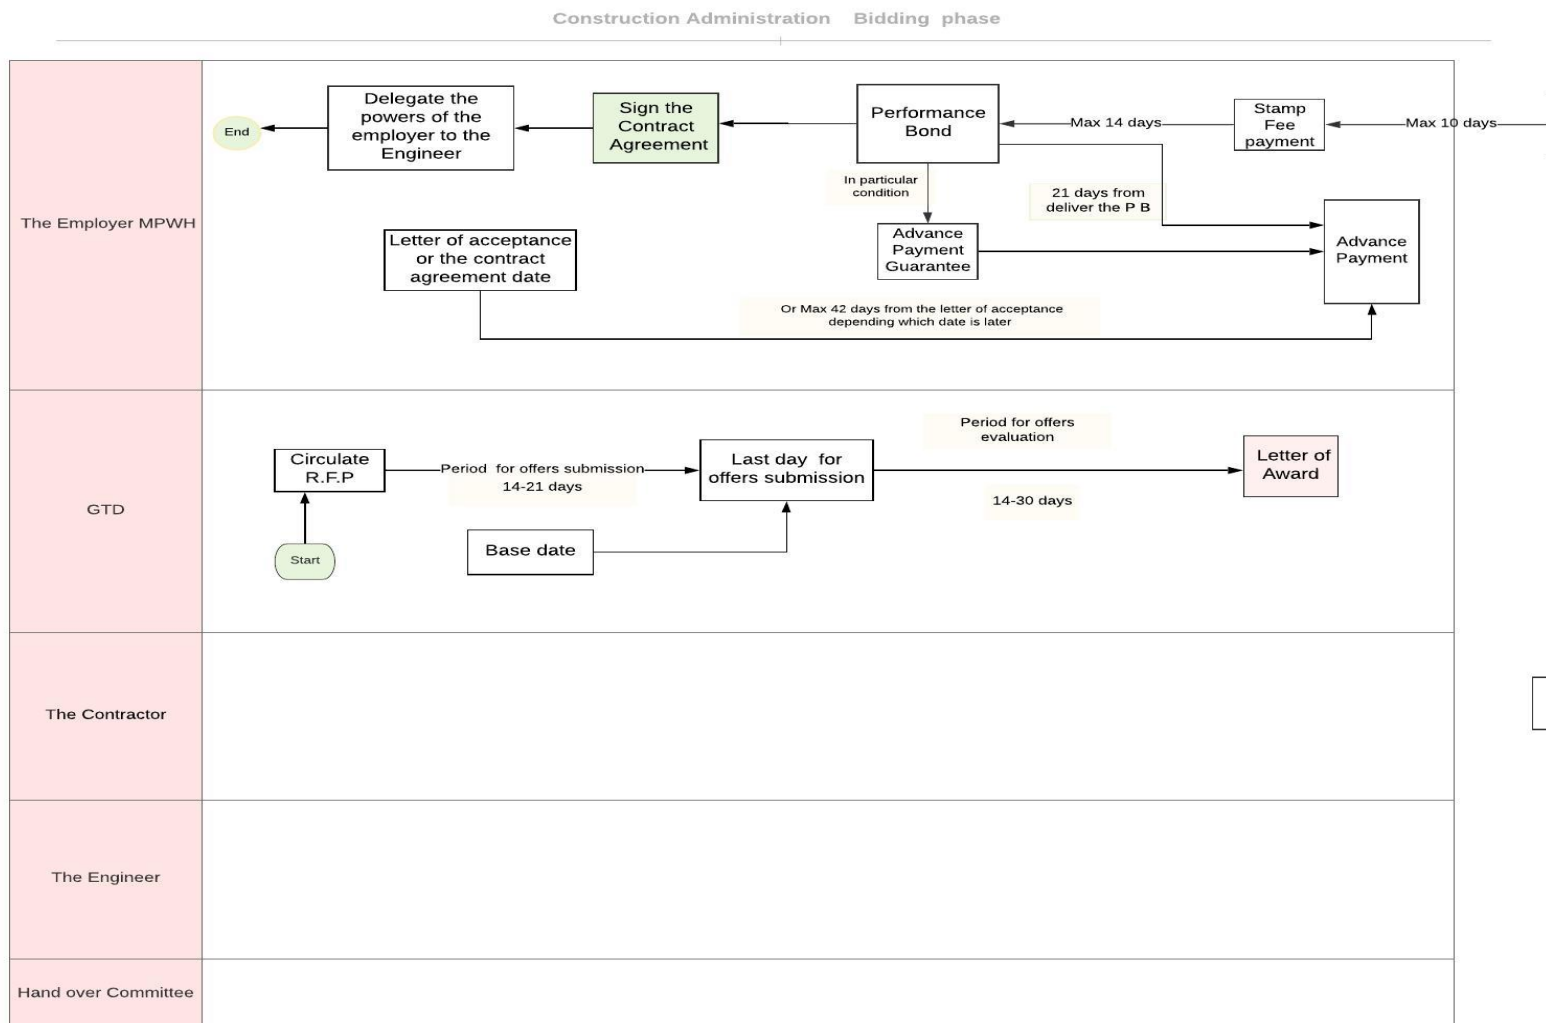 Construction Administration Bidding phase
The Employer MPWH
End
Delegate the
powers of the
employer to the
Engineer
Sign the
Contract
Agreement
Performance
Bond
Max 14 days
Stamp
Fee
payment
Max 10 days
In particular
condition
21 days from
deliver the P B
Advance
Payment
Guarantee
Advance
Payment
Letter of acceptance
or the contract
agreement date
Or Max 42 days from the letter of acceptance
depending which date is later
GTD
Circulate
R.F.P
Period for offers submission
14-21 days
Last day for
offers submission
Period for offers
evaluation
14-30 days
Letter of
Award
Base date
Start
The Contractor
The Engineer
Hand over Committee